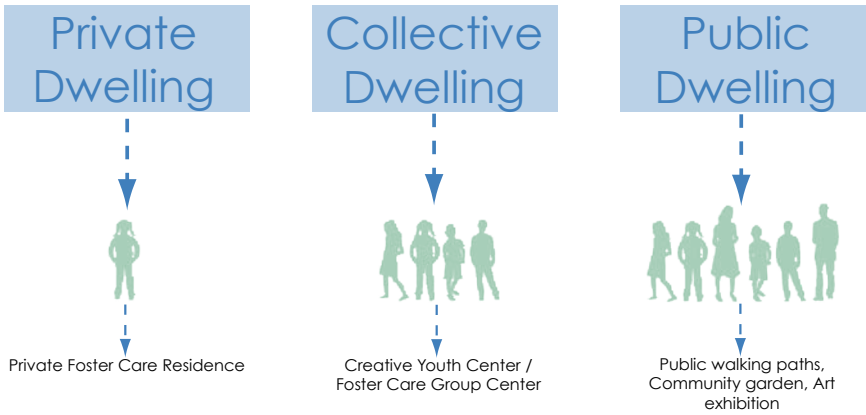 Private
Dwelling
Collective
Dwelling
Public
Dwelling
Private Foster Care Residence
Creative Youth Center /
Foster Care Group Center
Public walking paths,
Community garden, Art
exhibition